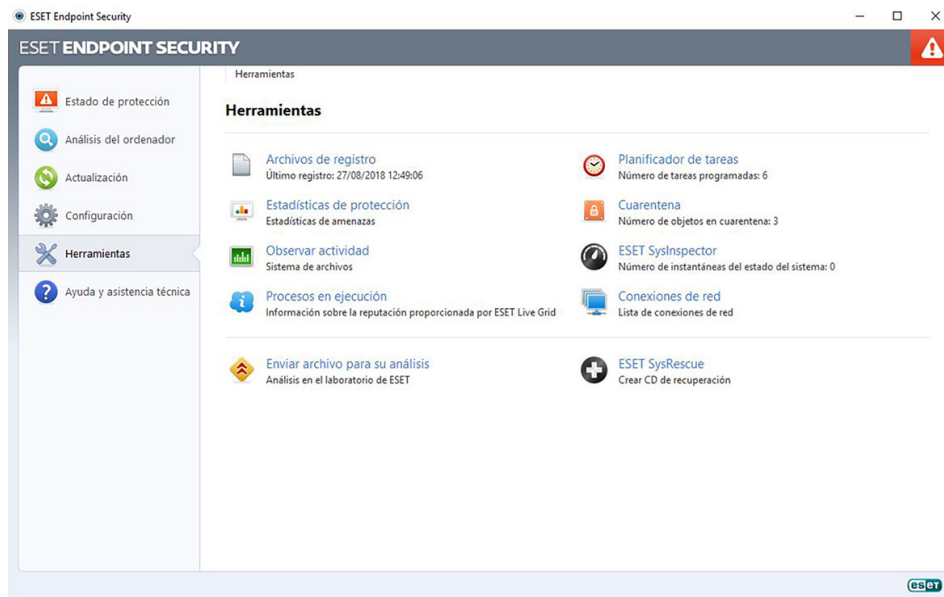 ESET Endpoint Security
ESET ENDPOINT SECURITY
Estado de protección
Análisis del ordenador
Actualización
Configuración
Herramientas
Ayuda y asistencia técnica
Herramientas
Herramientas
Archivos de registro
Último registro: 27/08/2018 12:49:06
Estadísticas de protección
Estadísticas de amenazas
Observar actividad
Sistema de archivos
Procesos en ejecución
Información sobre la reputación proporcionada por ESET Live Grid
Planificador de tareas
Número de tareas programadas: 6
Cuarentena
Número de objetos en cuarentena: 3
ESET SysInspector
Número de instantáneas del estado del sistema: 0
Conexiones de red
Lista de conexiones de red
Enviar archivo para su análisis
Análisis en el laboratorio de ESET
ESET SysRescue
Crear CD de recuperación
eset